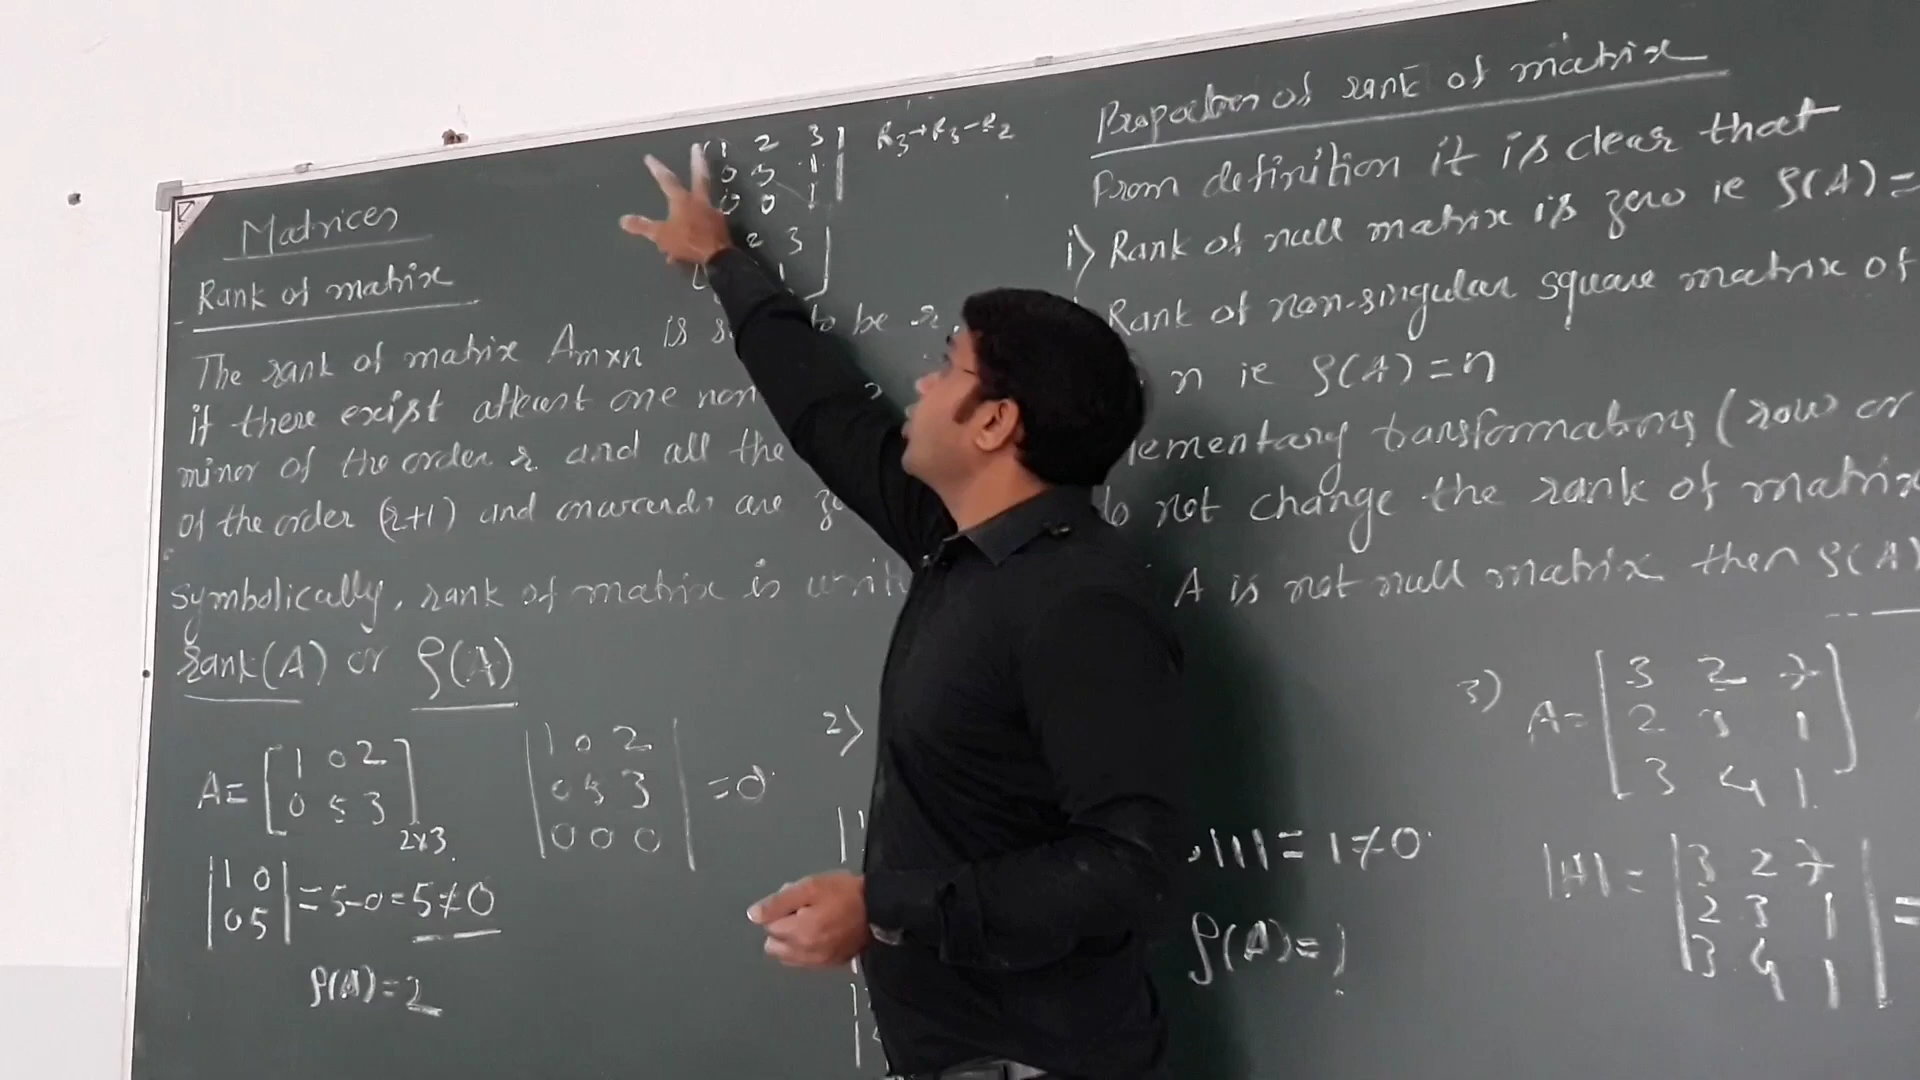 Matrices
Rank of matrix
The rank of matrix Amxn is to be r
if there exist atleast one non
minor of the order r and all the
of the order (r+1) and are
symbolically, rank of matrix is
rank(A) or ρ(A)
A= [1 0 2
0 5 3] 2x3.
|1 0 2
0 5 3
0 0 0| = 0
|1 0
0 5| = 5-0 = 5≠0
ρ(A) = 2
1 2 3
0 5 1
0 0 1
R3→R3-R2
2 3
1
2)
Properties of rank of matrix
From definition it is clear that
i) Rank of null matrix is zero ie ρ(A) =
Rank of non-singular square matrix of
n ie ρ(A) = n
lementary transformations (row or
do not change the rank of matrix
A is not null matrix then ρ(A)
|1| = 1≠0
ρ(A) = 1
3) A= [3 2 7
2 3 1
3 4 1]
|A| = |3 2 7
2 3 1
3 4 1| =